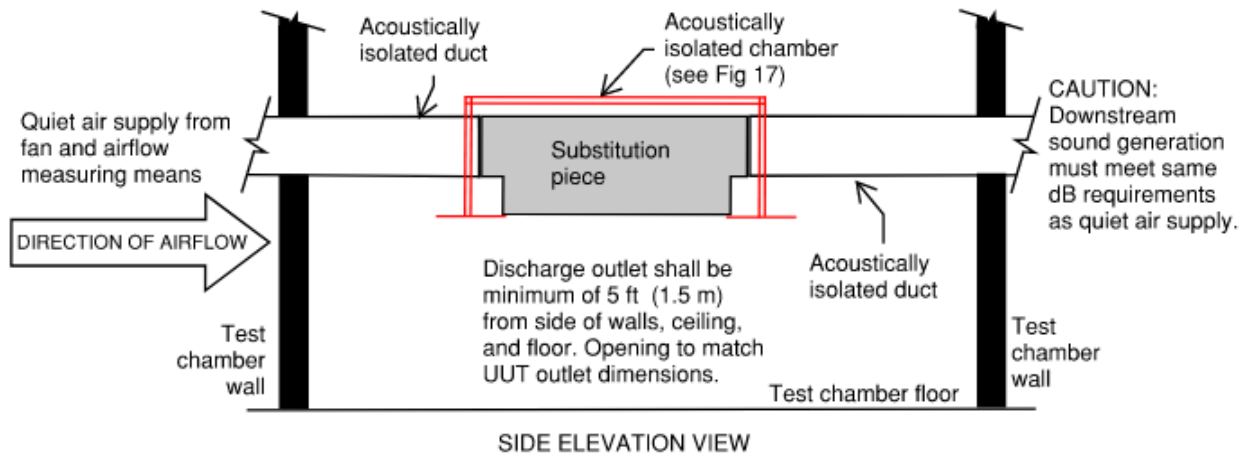 Acoustically
isolated duct
Acoustically
isolated chamber
(see Fig 17)
CAUTION:
Downstream
sound generation
must meet same
dB requirements
as quiet air supply.
Quiet air supply from
fan and airflow
measuring means
Substitution
piece
DIRECTION OF AIRFLOW
Discharge outlet shall be
minimum of 5 ft (1.5 m)
from side of walls, ceiling,
and floor. Opening to match
UUT outlet dimensions.
Acoustically
isolated duct
Test
chamber
wall
Test
chamber
wall
Test chamber floor
SIDE ELEVATION VIEW